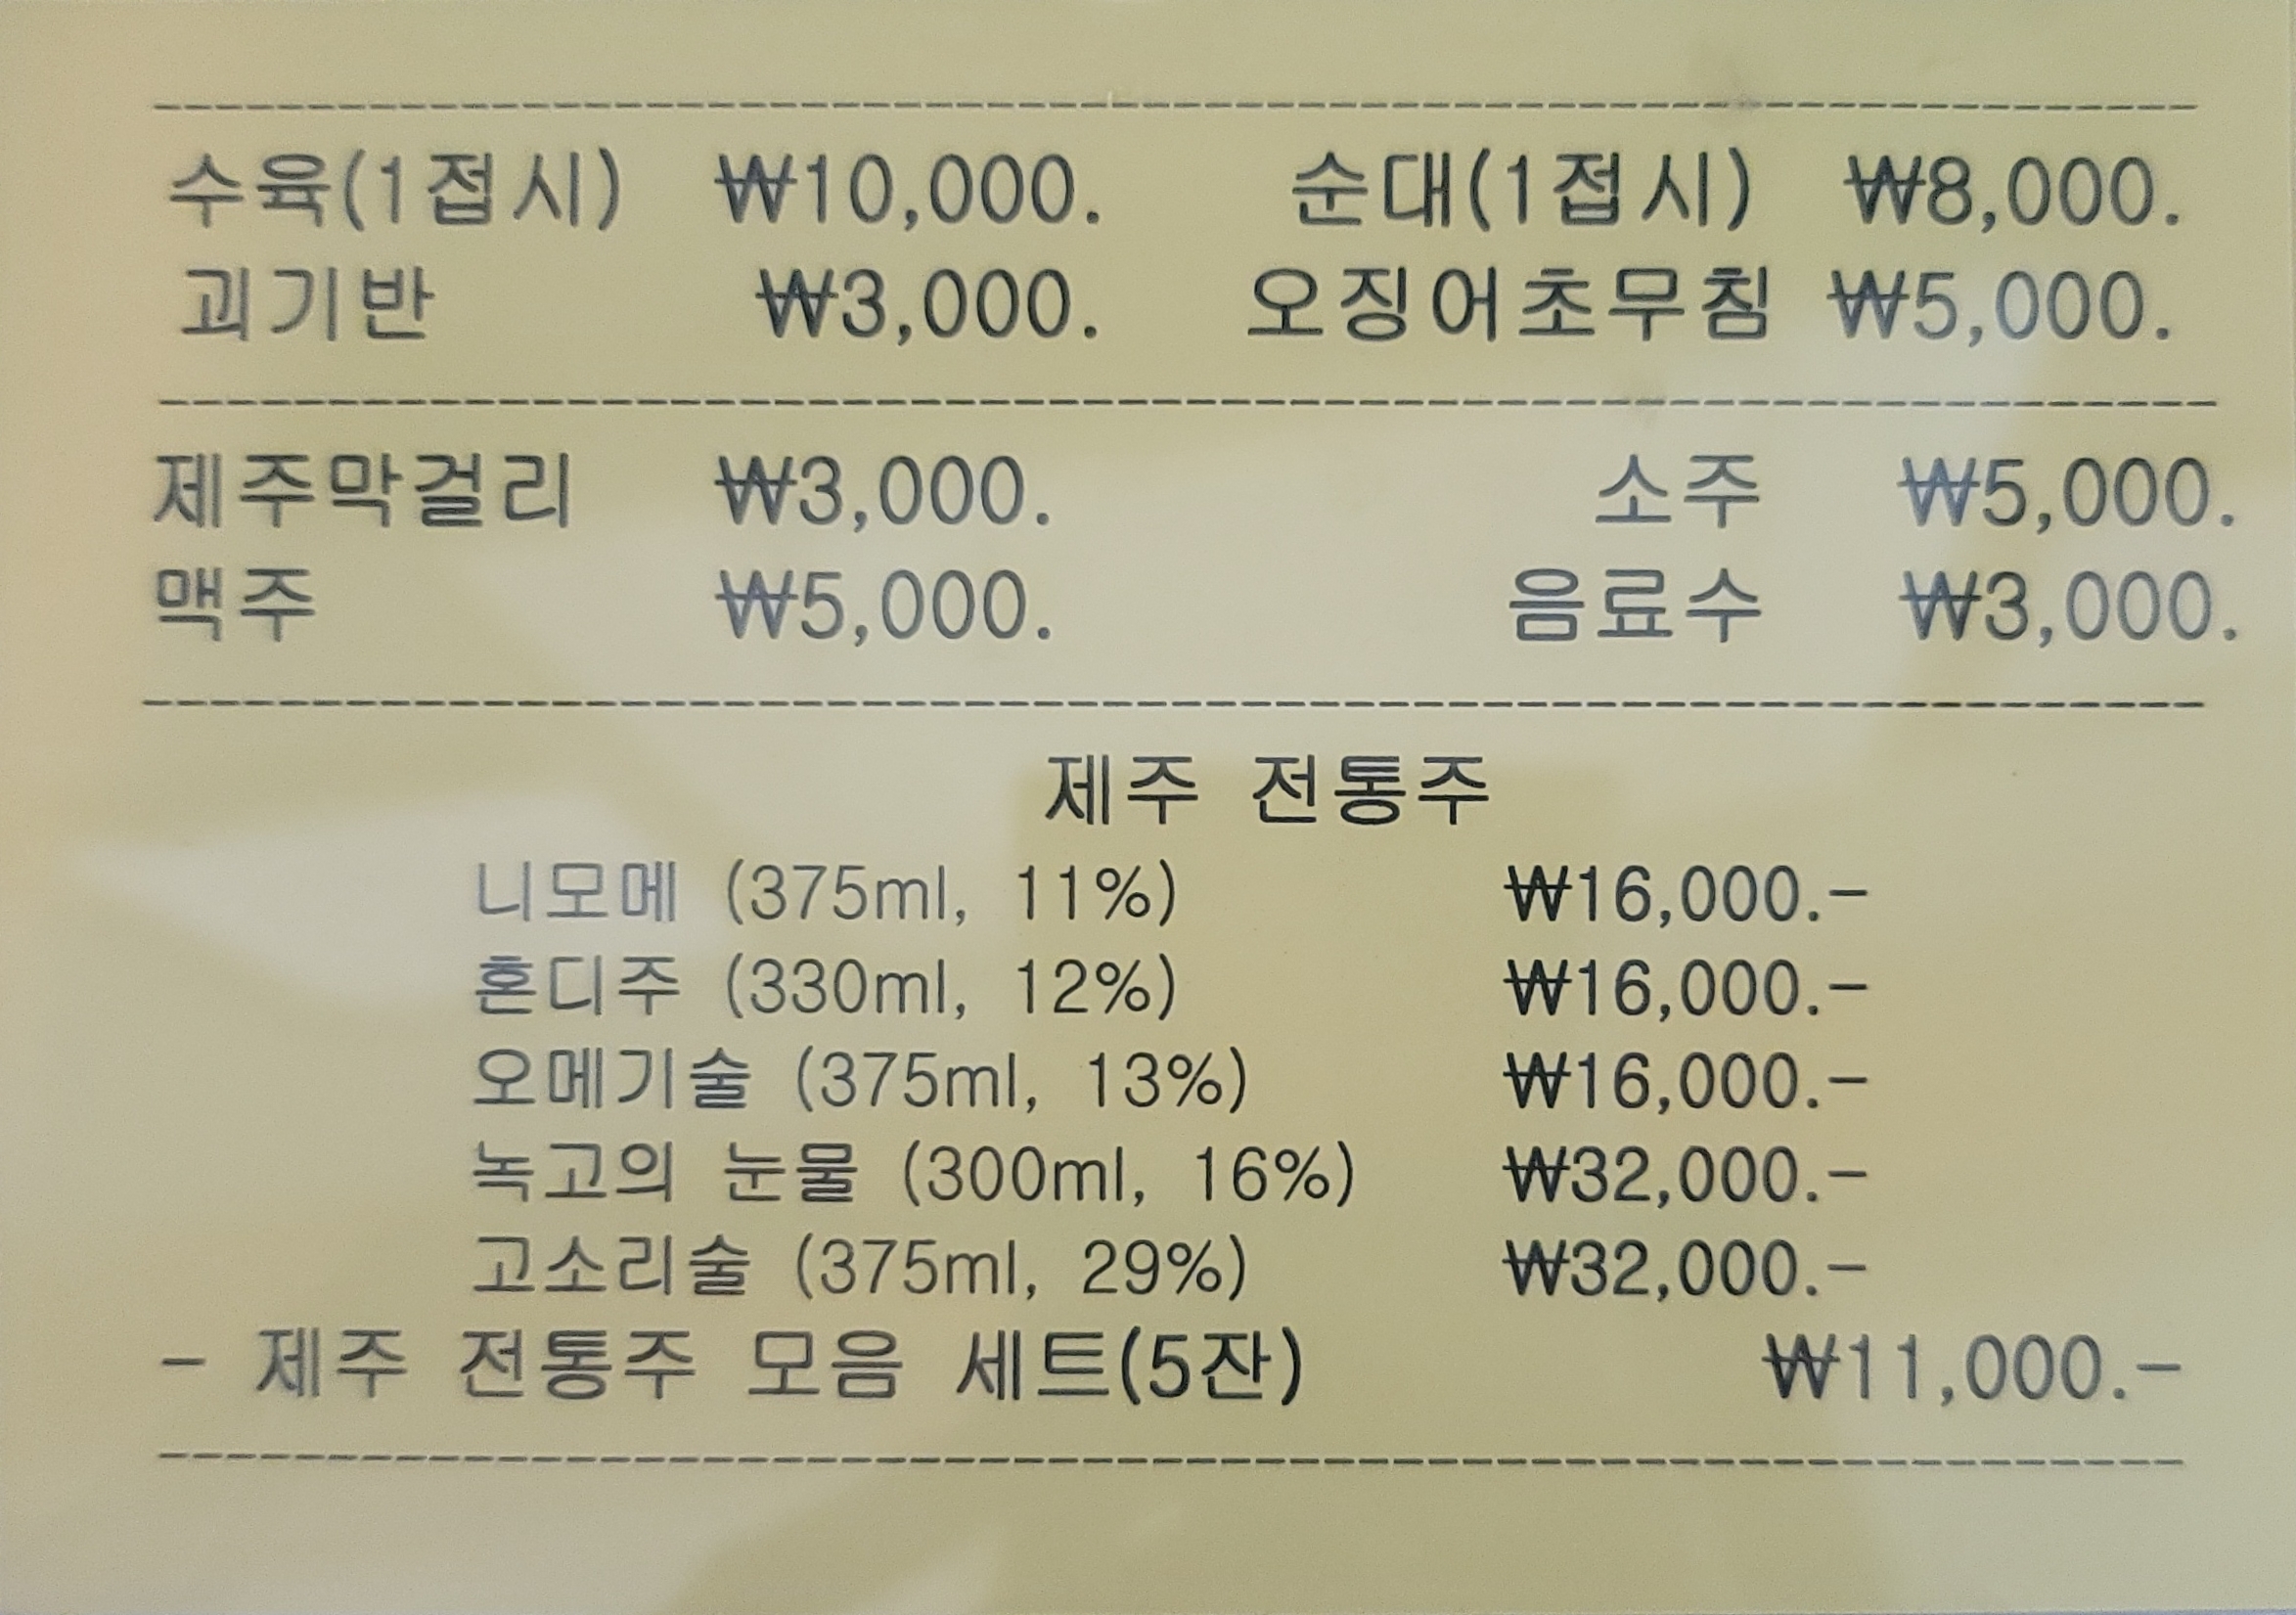 수육(1접시) ₩10,000. 순대(1접시) ₩8,000.
괴기반 ₩3,000. 오징어초무침 ₩5,000.
제주막걸리 ₩3,000. 소주 ₩5,000.
맥주 ₩5,000. 음료수 ₩3,000.
제주 전통주
니모메 (375ml, 11%) ₩16,000.-
혼디주 (330ml, 12%) ₩16,000.-
오메기술 (375ml, 13%) ₩16,000.-
녹고의 눈물 (300ml, 16%) ₩32,000.-
고소리술 (375ml, 29%) ₩32,000.-
- 제주 전통주 모음 세트(5잔) ₩11,000.-